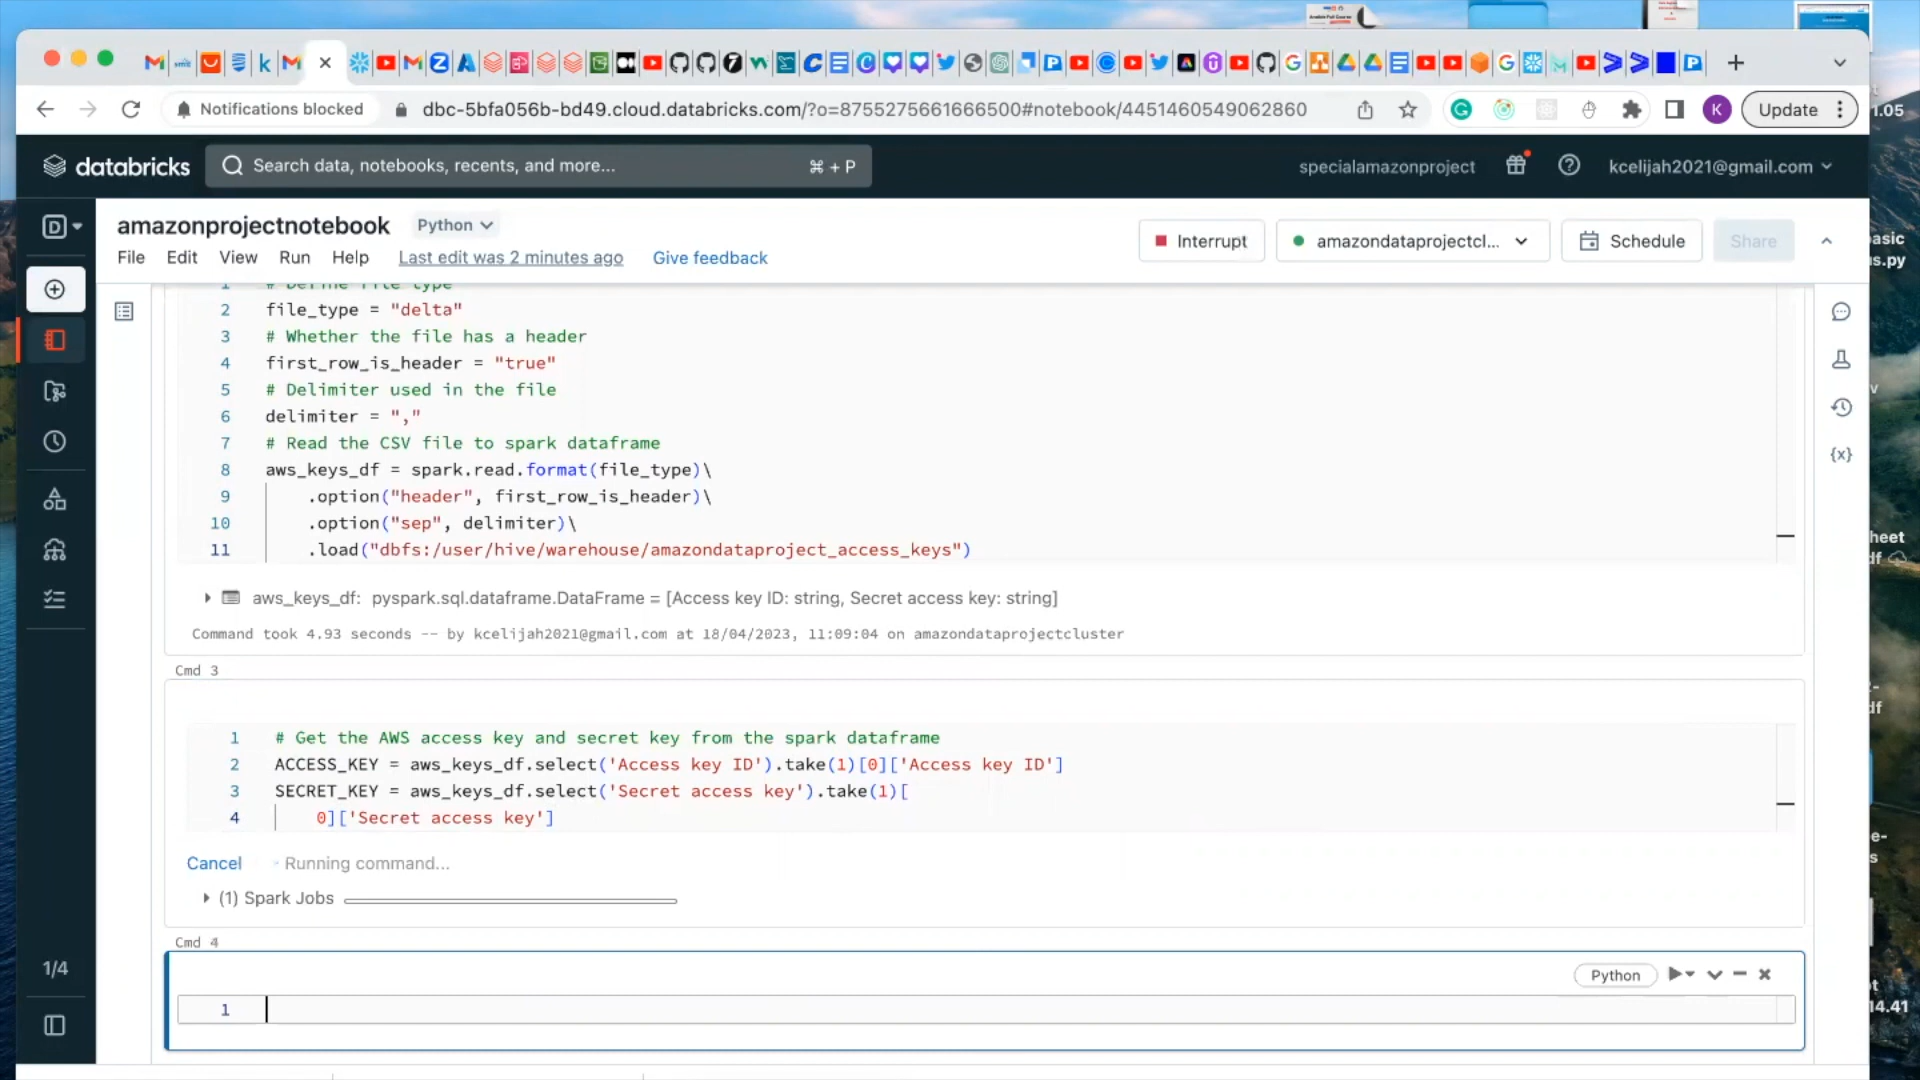 Notifications blocked
dbc-5bfa056b-bd49.cloud.databricks.com/?o=8755275661666500#notebook/4451460549062860
K
Update
1.05
databricks
Search data, notebooks, recents, and more...
⌘ + P
specialamazonproject
kcelijah2021@gmail.com
D
amazonprojectnotebook
Python
Interrupt
amazondataprojectcl...
Schedule
Share
File Edit View Run Help Last edit was 2 minutes ago Give feedback
1 # Define file type
2 file_type = "delta"
3 # Whether the file has a header
4 first_row_is_header = "true"
5 # Delimiter used in the file
6 delimiter = ","
7 # Read the CSV file to spark dataframe
8 aws_keys_df = spark.read.format(file_type)\
9 .option("header", first_row_is_header)\
10 .option("sep", delimiter)\
11 .load("dbfs:/user/hive/warehouse/amazondataproject_access_keys")
aws_keys_df: pyspark.sql.dataframe.DataFrame = [Access key ID: string, Secret access key: string]
Command took 4.93 seconds -- by kcelijah2021@gmail.com at 18/04/2023, 11:09:04 on amazondataprojectcluster
Cmd 3
1 # Get the AWS access key and secret key from the spark dataframe
2 ACCESS_KEY = aws_keys_df.select('Access key ID').take(1)[0]['Access key ID']
3 SECRET_KEY = aws_keys_df.select('Secret access key').take(1)[
4 0]['Secret access key']
Cancel Running command...
(1) Spark Jobs
Cmd 4
Python
1
1/4
14.41